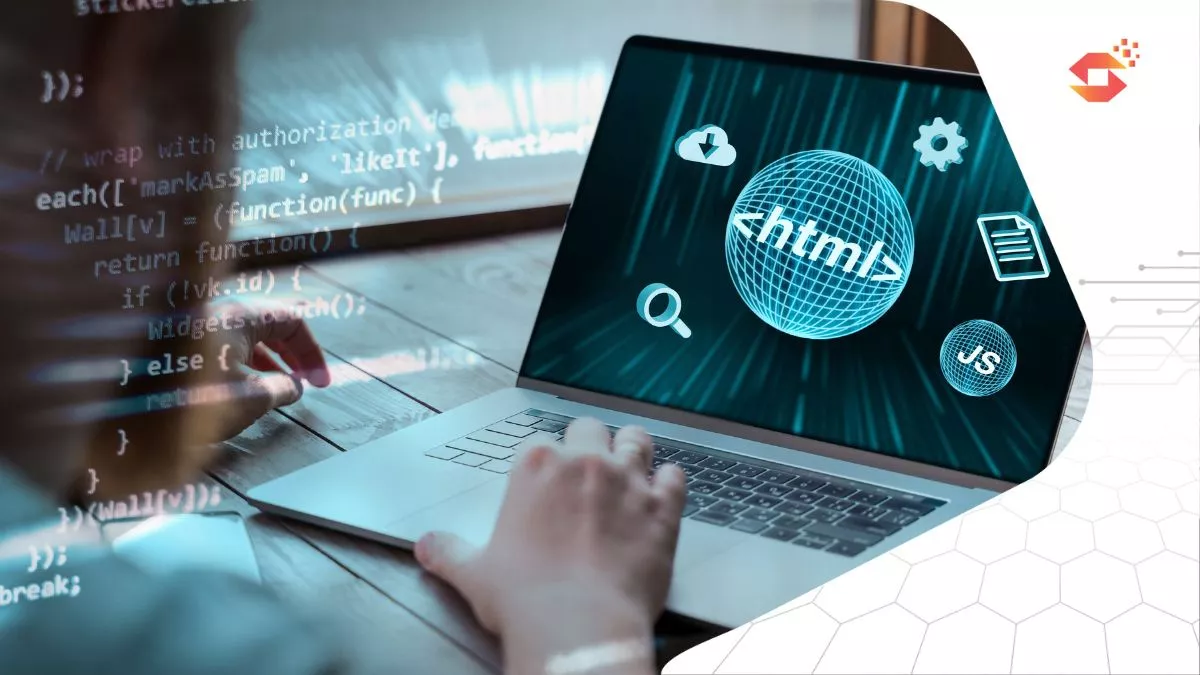 });
// wrap with authorization
each(['markAsSpam', 'likeIt'], function(
Wall[v] = (function(func) {
return function() {
if (!vk.id) {
} else {
}
}
})(Wall[v]);
});
break;
<html>
JS